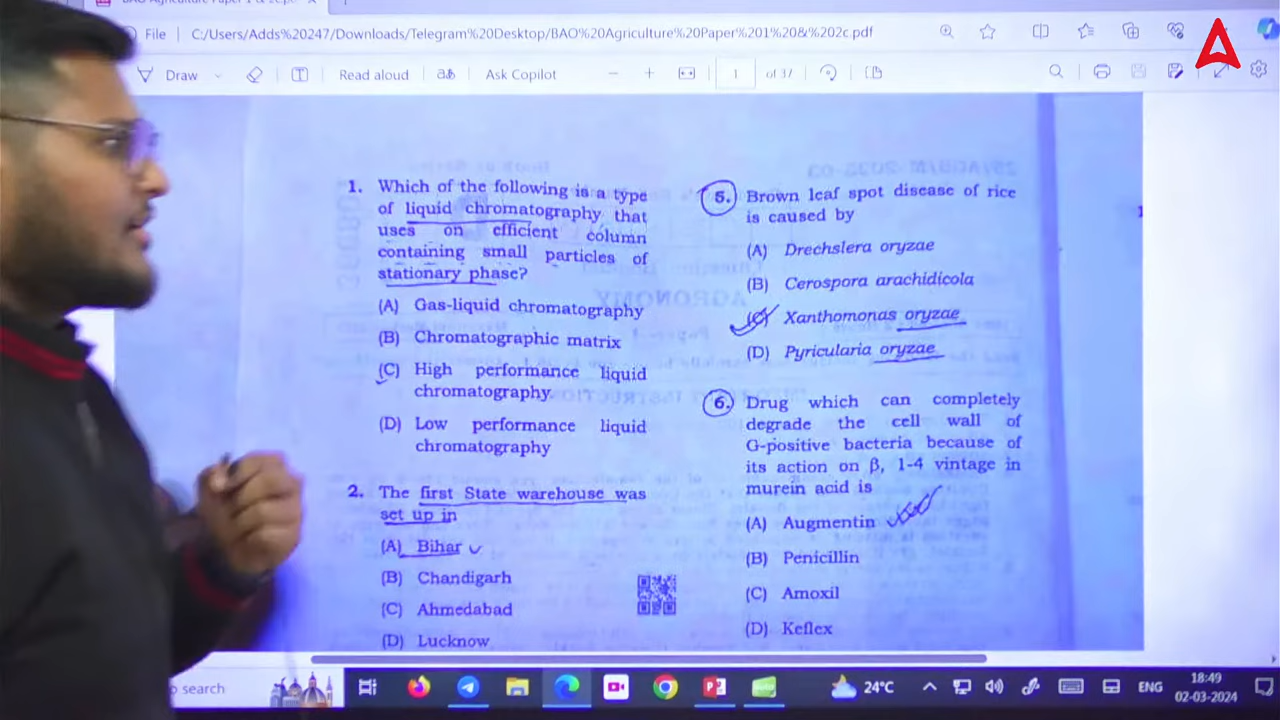 BAO Agriculture Paper 1 & 2c.pdf
File | C:/Users/Adds%20247/Downloads/Telegram%20Desktop/BAO%20Agriculture%20Paper%201%20&%202c.pdf
Draw
Read aloud
Ask Copilot
1 of 37
1. Which of the following is a type
of liquid chromatography that
uses on efficient column
containing small particles of
stationary phase?
(A) Gas-liquid chromatography
(B) Chromatographic matrix
(C) High performance liquid
chromatography
(D) Low performance liquid
chromatography
2. The first State warehouse was
set up in
(A) Bihar
(B) Chandigarh
(C) Ahmedabad
(D) Lucknow
5. Brown leaf spot disease of rice
is caused by
(A) Drechslera oryzae
(B) Cerospora arachidicola
(C) Xanthomonas oryzae
(D) Pyricularia oryzae
6. Drug which can completely
degrade the cell wall of
G-positive bacteria because of
its action on β, 1-4 vintage in
murein acid is
(A) Augmentin
(B) Penicillin
(C) Amoxil
(D) Keflex
search
24°C
ENG
18:49
02-03-2024